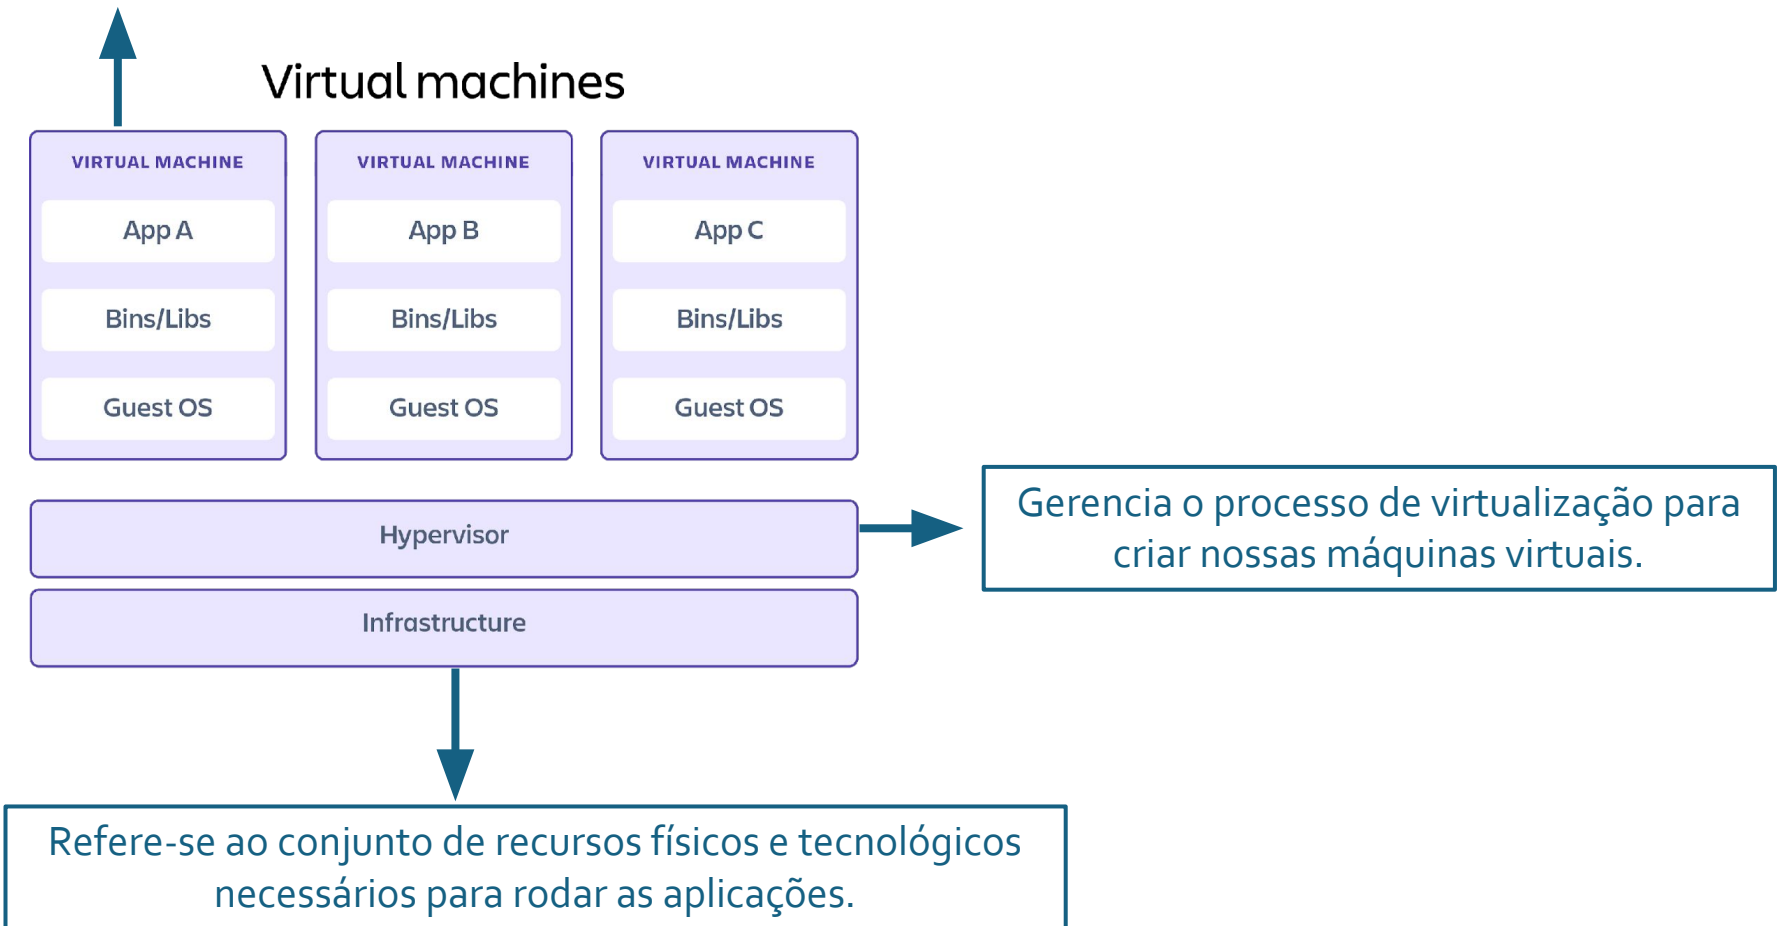 Virtual machines
VIRTUAL MACHINE
App A
Bins/Libs
Guest OS
VIRTUAL MACHINE
App B
Bins/Libs
Guest OS
VIRTUAL MACHINE
App C
Bins/Libs
Guest OS
Hypervisor
Gerencia o processo de virtualização para
criar nossas máquinas virtuais.
Infrastructure
Refere-se ao conjunto de recursos físicos e tecnológicos
necessários para rodar as aplicações.